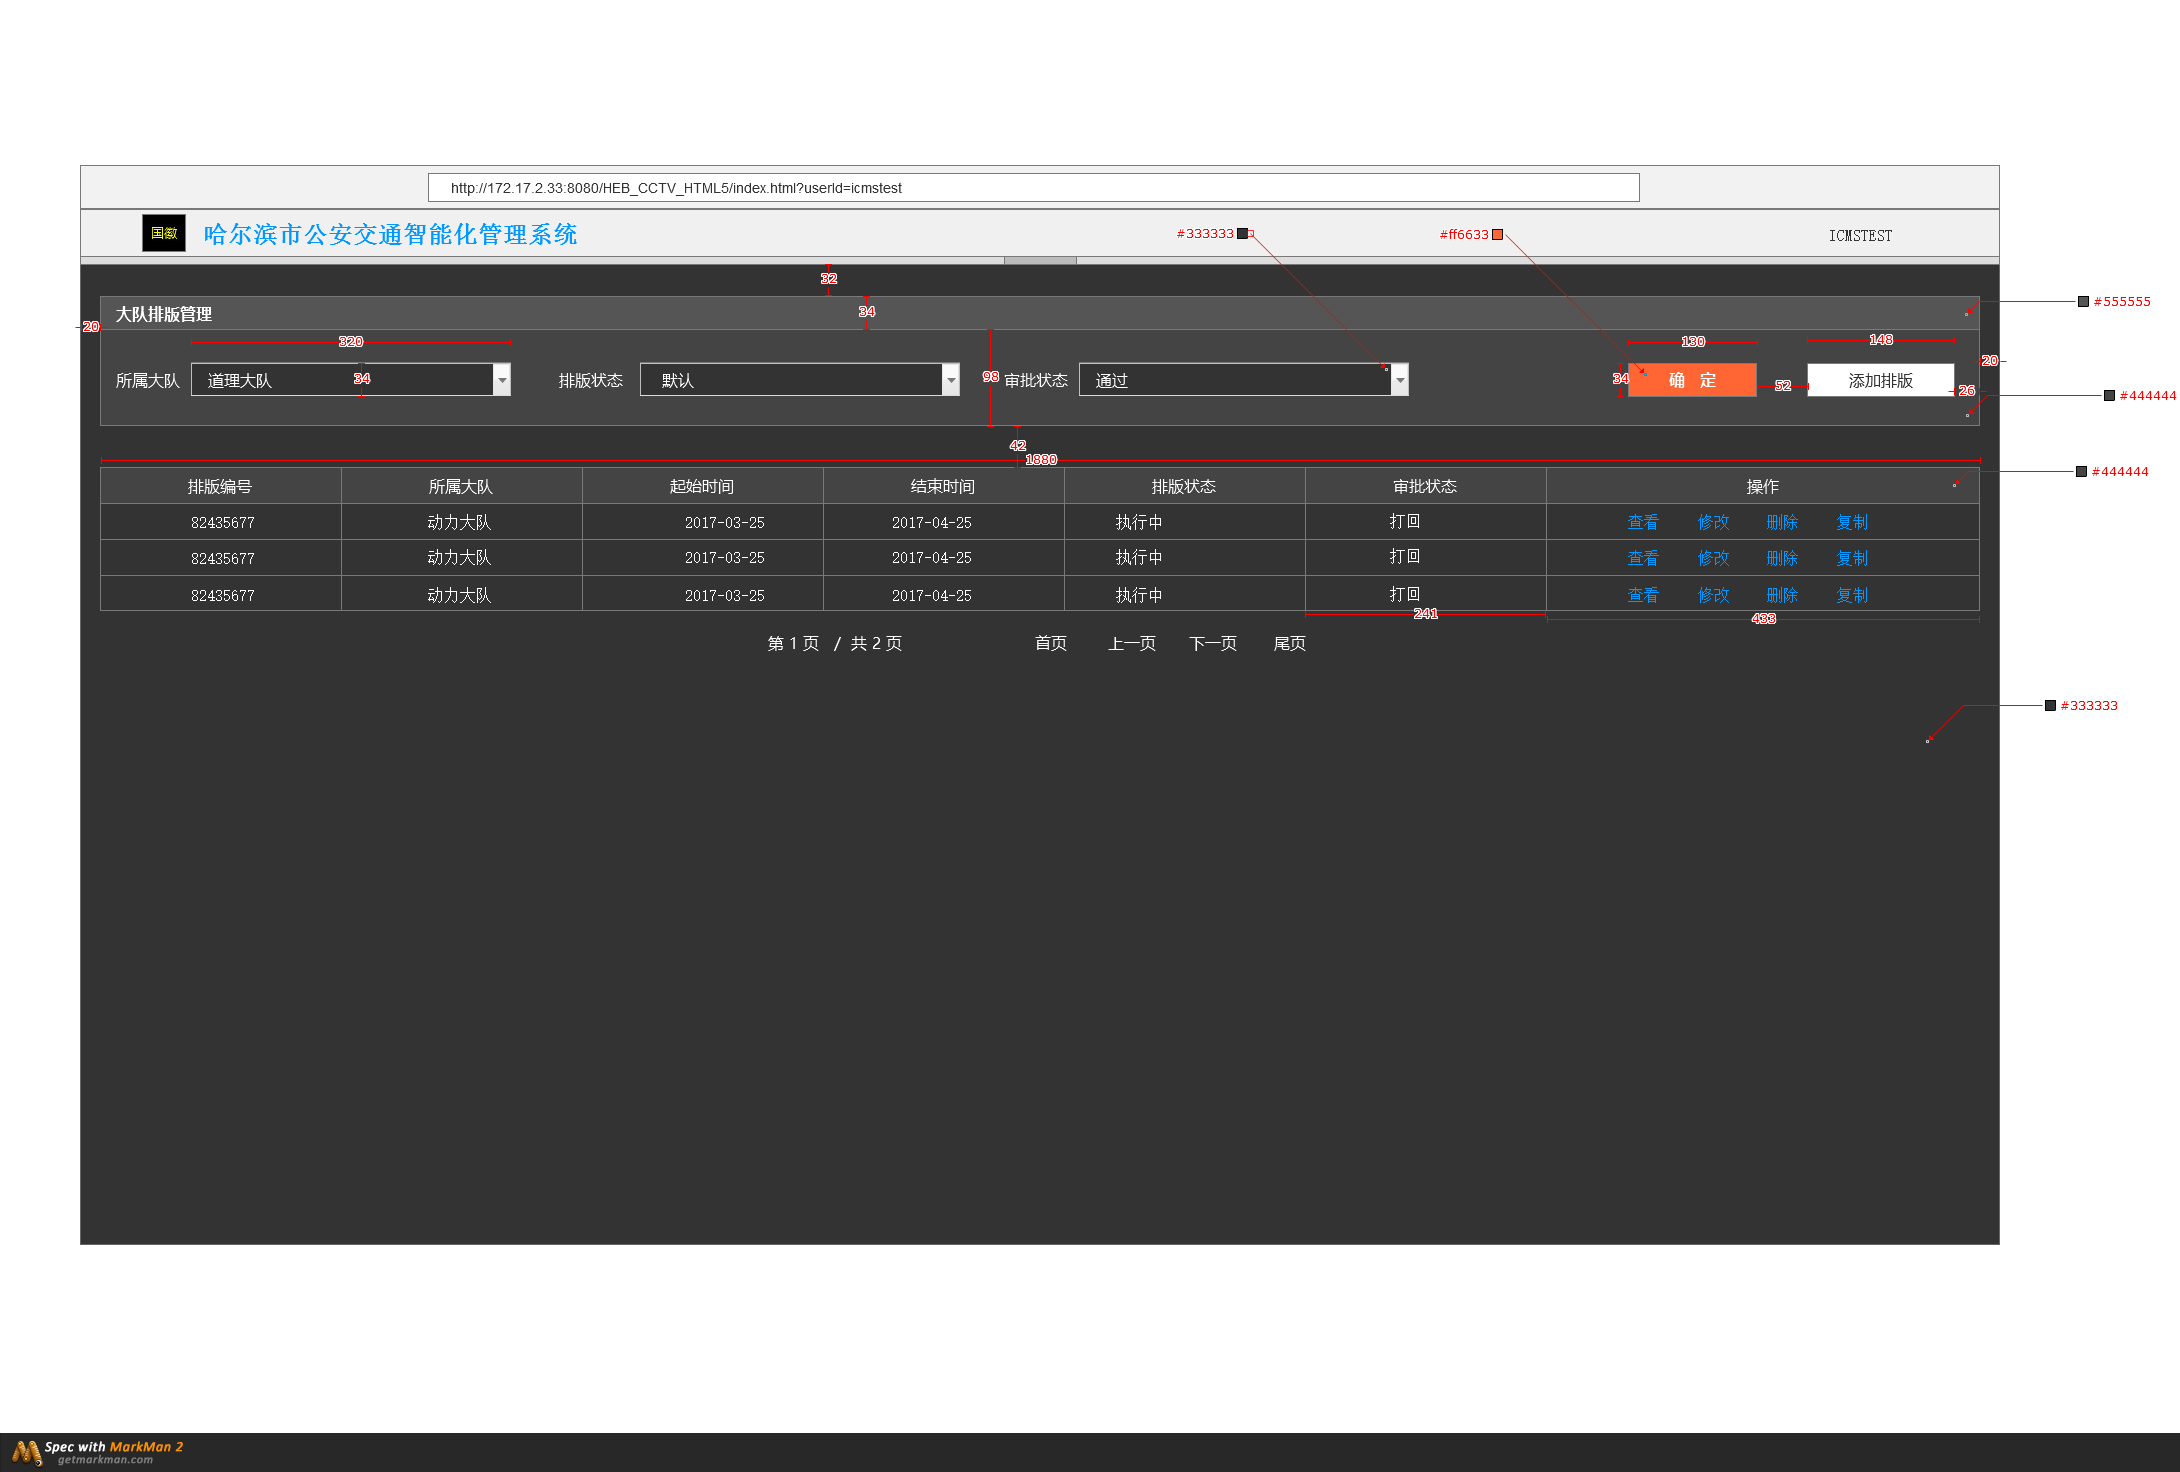 http://172.17.2.33:8080/HEB_CCTV_HTML5/index.html?userId=icmstest
国徽 哈尔滨市公安交通智能化管理系统 #333333 #ff6633 ICMSTEST
32
大队排版管理 34 #555555
20
320 130 148
20
所属大队 道理大队 34 排版状态 默认 98 审批状态 通过 34 确 定 52 添加排版 26
#444444
42
1880
#444444
排版编号 所属大队 起始时间 结束时间 排版状态 审批状态 操作
82435677 动力大队 2017-03-25 2017-04-25 执行中 打回 查看 修改 删除 复制
82435677 动力大队 2017-03-25 2017-04-25 执行中 打回 查看 修改 删除 复制
82435677 动力大队 2017-03-25 2017-04-25 执行中 打回 查看 修改 删除 复制
241 433
第 1 页 / 共 2 页 首页 上一页 下一页 尾页
#333333
Spec with MarkMan 2
getmarkman.com